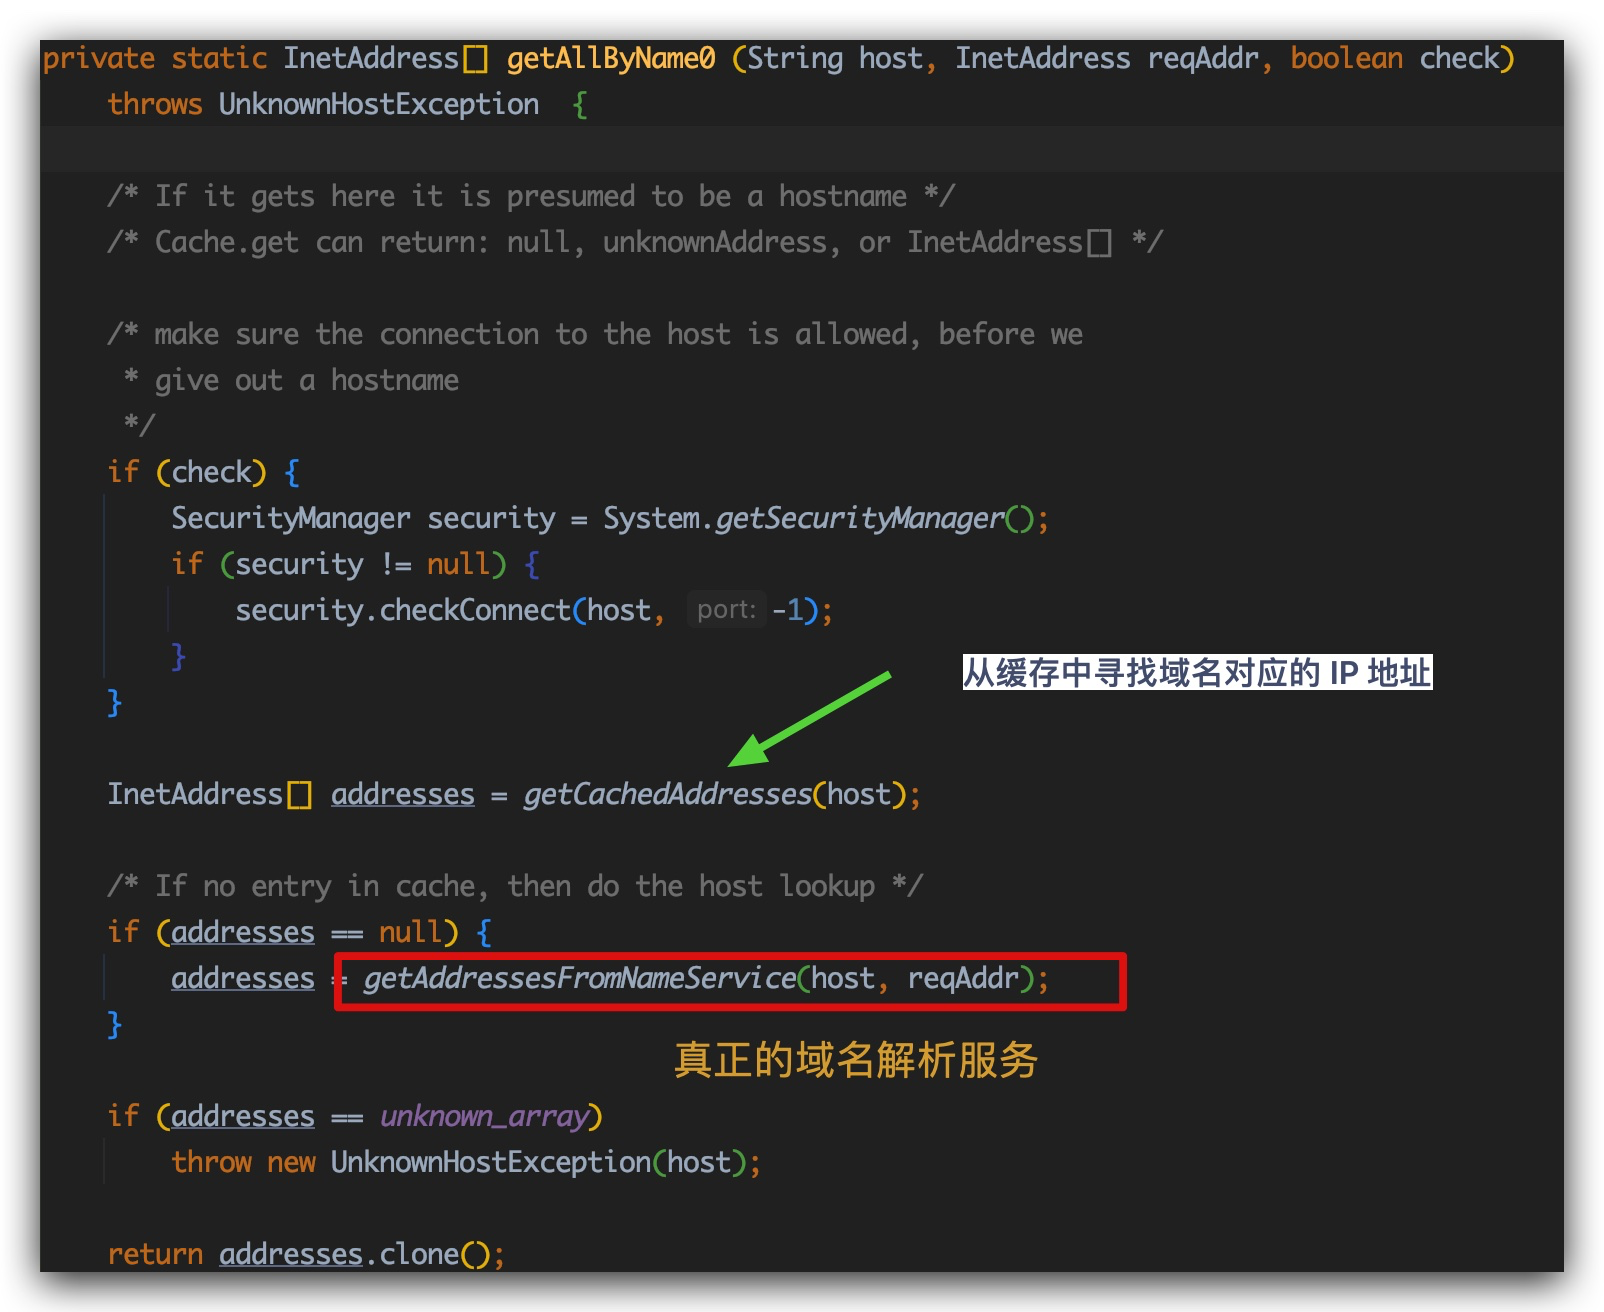 private static InetAddress[] getAllByName0 (String host, InetAddress reqAddr, boolean check)
    throws UnknownHostException  {
    /* If it gets here it is presumed to be a hostname */
    /* Cache.get can return: null, unknownAddress, or InetAddress[] */
    /* make sure the connection to the host is allowed, before we
     * give out a hostname
     */
    if (check) {
        SecurityManager security = System.getSecurityManager();
        if (security != null) {
            security.checkConnect(host, port: -1);
        }
从缓存中寻找域名对应的 IP 地址
    }
    InetAddress[] addresses = getCachedAddresses(host);
    /* If no entry in cache, then do the host lookup */
    if (addresses == null) {
        addresses = getAddressesFromNameService(host, reqAddr);
    }
真正的域名解析服务
    if (addresses == unknown_array)
        throw new UnknownHostException(host);
    return addresses.clone();